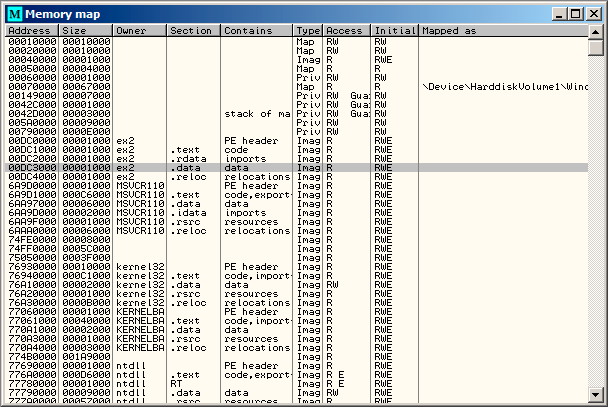 M Memory map
Address Size Owner Section Contains Type Access Initial Mapped as
00010000 00010000 Map RW RW
00020000 00010000 Map RW RW
00040000 00001000 Imag R RWE
00050000 00004000 Map R R
00060000 00001000 Priv RW RW
00070000 00067000 Map R R \Device\HarddiskVolume1\Wind
00149000 00007000 Priv RW Gua: RW
0042C000 00001000 Priv RW Gua: RW
0042D000 00003000 stack of ma Priv RW Gua: RW
005A0000 00009000 Priv RW RW
00790000 0000E000 Priv RW RW
00DC0000 00001000 ex2 PE header Imag R RWE
00DC1000 00001000 ex2 .text code Imag R RWE
00DC2000 00001000 ex2 .rdata imports Imag R RWE
00DC3000 00001000 ex2 .data data Imag R RWE
00DC4000 00001000 ex2 .reloc relocations Imag R RWE
6A9D0000 00001000 MSVCR110 PE header Imag R RWE
6A9D1000 000C6000 MSVCR110 .text code,export: Imag R RWE
6AA97000 00006000 MSVCR110 .data data Imag R RWE
6AA9D000 00002000 MSVCR110 .idata imports Imag R RWE
6AA9F000 00001000 MSVCR110 .rsrc resources Imag R RWE
6AAA0000 00006000 MSVCR110 .reloc relocations Imag R RWE
74FE0000 00008000 Imag R RWE
74FF0000 0005C000 Imag R RWE
75050000 0003F000 Imag R RWE
76930000 00010000 kernel32 PE header Imag R RWE
76940000 000C1000 kernel32 .text code,import: Imag R RWE
76A10000 00002000 kernel32 .data data Imag RW RWE
76A20000 00001000 kernel32 .rsrc resources Imag R RWE
76A30000 0000B000 kernel32 .reloc relocations Imag R RWE
77060000 00001000 KERNELBA PE header Imag R RWE
77061000 00040000 KERNELBA .text code,import: Imag R RWE
770A1000 00002000 KERNELBA .data data Imag R RWE
770A3000 00001000 KERNELBA .rsrc resources Imag R RWE
770A4000 00003000 KERNELBA .reloc relocations Imag R RWE
774B0000 001A9000 Imag R RWE
77690000 00001000 ntdll PE header Imag R RWE
776A0000 000D6000 ntdll .text code,export: Imag R E RWE
77780000 00001000 ntdll RT Imag R E RWE
77790000 00009000 ntdll .data data Imag RW RWE
777A0000 00057000 ntdll .rsrc resources Imag R RWE